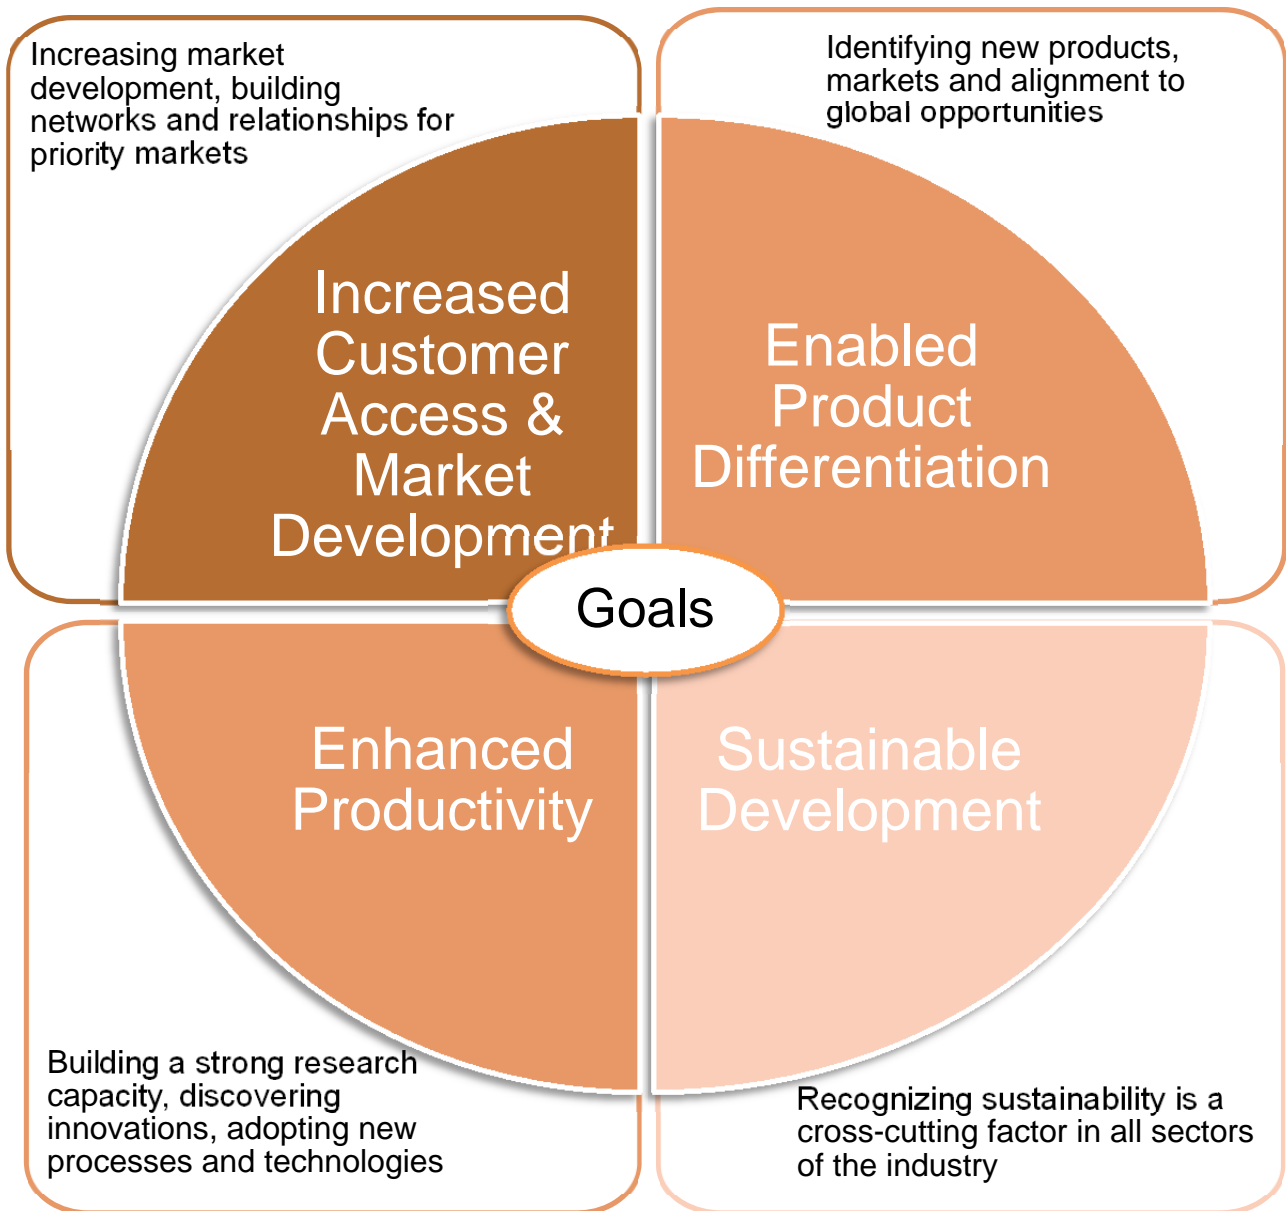 Increasing market
development, building
networks and relationships for
priority markets
Identifying new products,
markets and alignment to
global opportunities
Increased
Customer
Access &
Market
Development
Enabled
Product
Differentiation
Goals
Enhanced
Productivity
Sustainable
Development
Building a strong research
capacity, discovering
innovations, adopting new
processes and technologies
Recognizing sustainability is a
cross-cutting factor in all sectors
of the industry